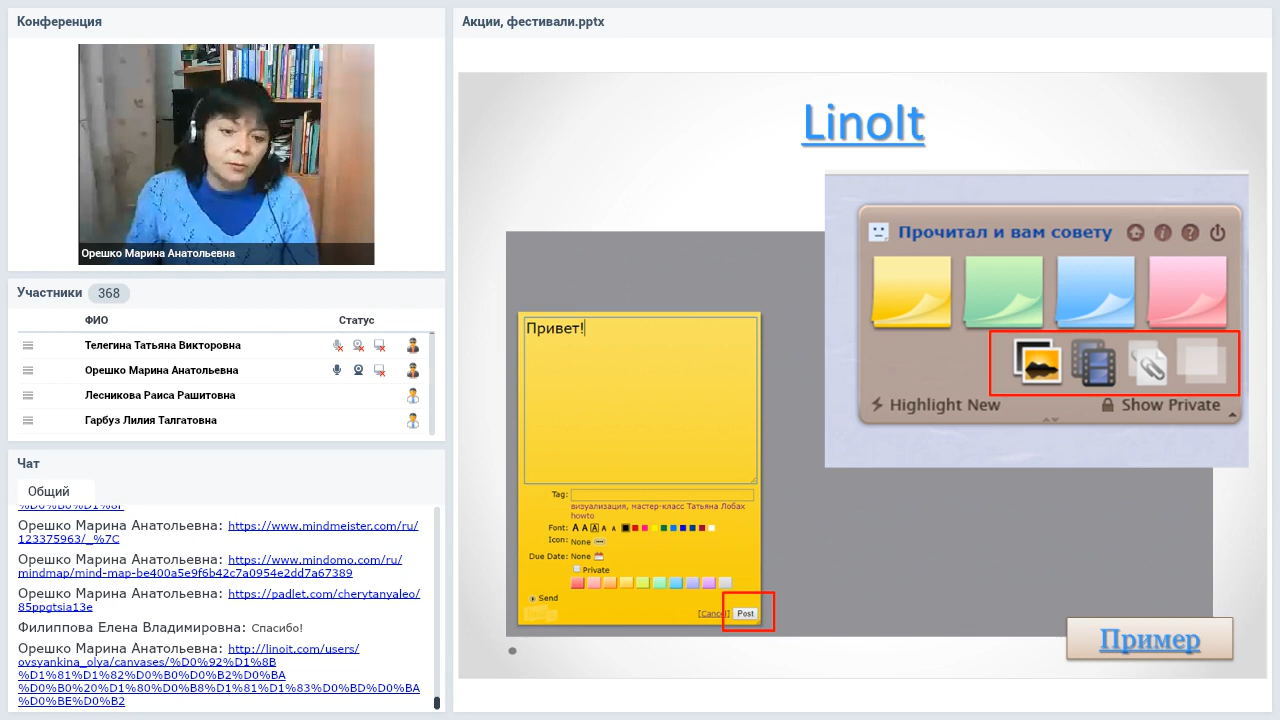 Конференция
Орешко Марина Анатольевна
Участники 368
ФИО Статус
Телегина Татьяна Викторовна
Орешко Марина Анатольевна
Лесникова Раиса Рашитовна
Гарбуз Лилия Талгатовна
Чат
Общий
Орешко Марина Анатольевна: https://www.mindmeister.com/ru/
123375963/_%7C
Орешко Марина Анатольевна: https://www.mindomo.com/ru/
mindmap/mind-map-be400a5e9f6b42c7a0954e2dd7a67389
Орешко Марина Анатольевна: https://padlet.com/cherytanyaleo/
85ppgtsia13e
Филиппова Елена Владимировна: Спасибо!
Орешко Марина Анатольевна: http://linoit.com/users/
ovsyankina_olya/canvases/%D0%92%D1%8B
%D1%81%D1%82%D0%B0%D0%B2%D0%BA
%D0%B0%20%D1%80%D0%B8%D1%81%D1%83%D0%BD%D0%BA
%D0%BE%D0%B2
Акции, фестивали.pptx
LinoIt
Прочитал и вам совету
Highlight New Show Private
Привет!
Tag:
визуализация, мастер-класс Татьяна Лобах
howto
Font: A A A A A
Icon: None
Due Date: None
Private
Send
[Cancel] Post
Пример